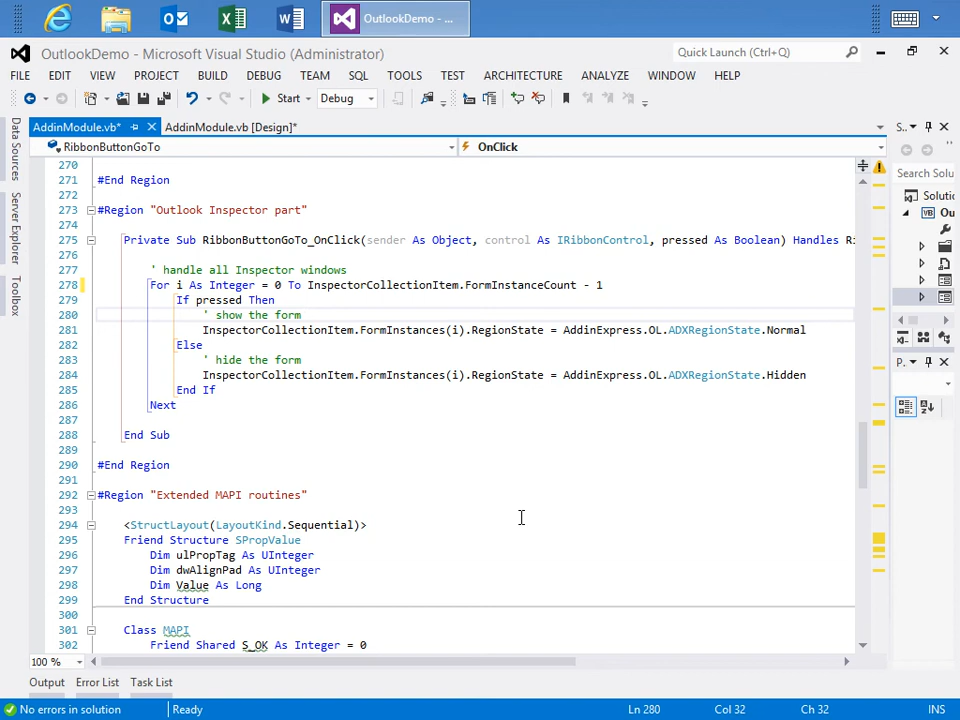 OutlookDemo - ...
OutlookDemo - Microsoft Visual Studio (Administrator)
Quick Launch (Ctrl+Q)
FILE EDIT VIEW PROJECT BUILD DEBUG TEAM SQL TOOLS TEST ARCHITECTURE ANALYZE WINDOW HELP
Start Debug
AddinModule.vb* AddinModule.vb [Design]*
S..
Data Sources
Server Explorer
Toolbox
RibbonButtonGoTo OnClick
Search Solu
Solutio
Ou
270
271 #End Region
272
273 #Region "Outlook Inspector part"
274
275 Private Sub RibbonButtonGoTo_OnClick(sender As Object, control As IRibbonControl, pressed As Boolean) Handles Ri
276
277 ' handle all Inspector windows
278 For i As Integer = 0 To InspectorCollectionItem.FormInstanceCount - 1
279 If pressed Then
280 ' show the form
281 InspectorCollectionItem.FormInstances(i).RegionState = AddinExpress.OL.ADXRegionState.Normal
282 Else
283 ' hide the form
284 InspectorCollectionItem.FormInstances(i).RegionState = AddinExpress.OL.ADXRegionState.Hidden
285 End If
286 Next
287
288 End Sub
289
290 #End Region
291
292 #Region "Extended MAPI routines"
293
294 <StructLayout(LayoutKind.Sequential)>
295 Friend Structure SPropValue
296 Dim ulPropTag As UInteger
297 Dim dwAlignPad As UInteger
298 Dim Value As Long
299 End Structure
300
301 Class MAPI
302 Friend Shared S_OK As Integer = 0
P..
100 %
Output Error List Task List
No errors in solution Ready Ln 280 Col 32 Ch 32 INS